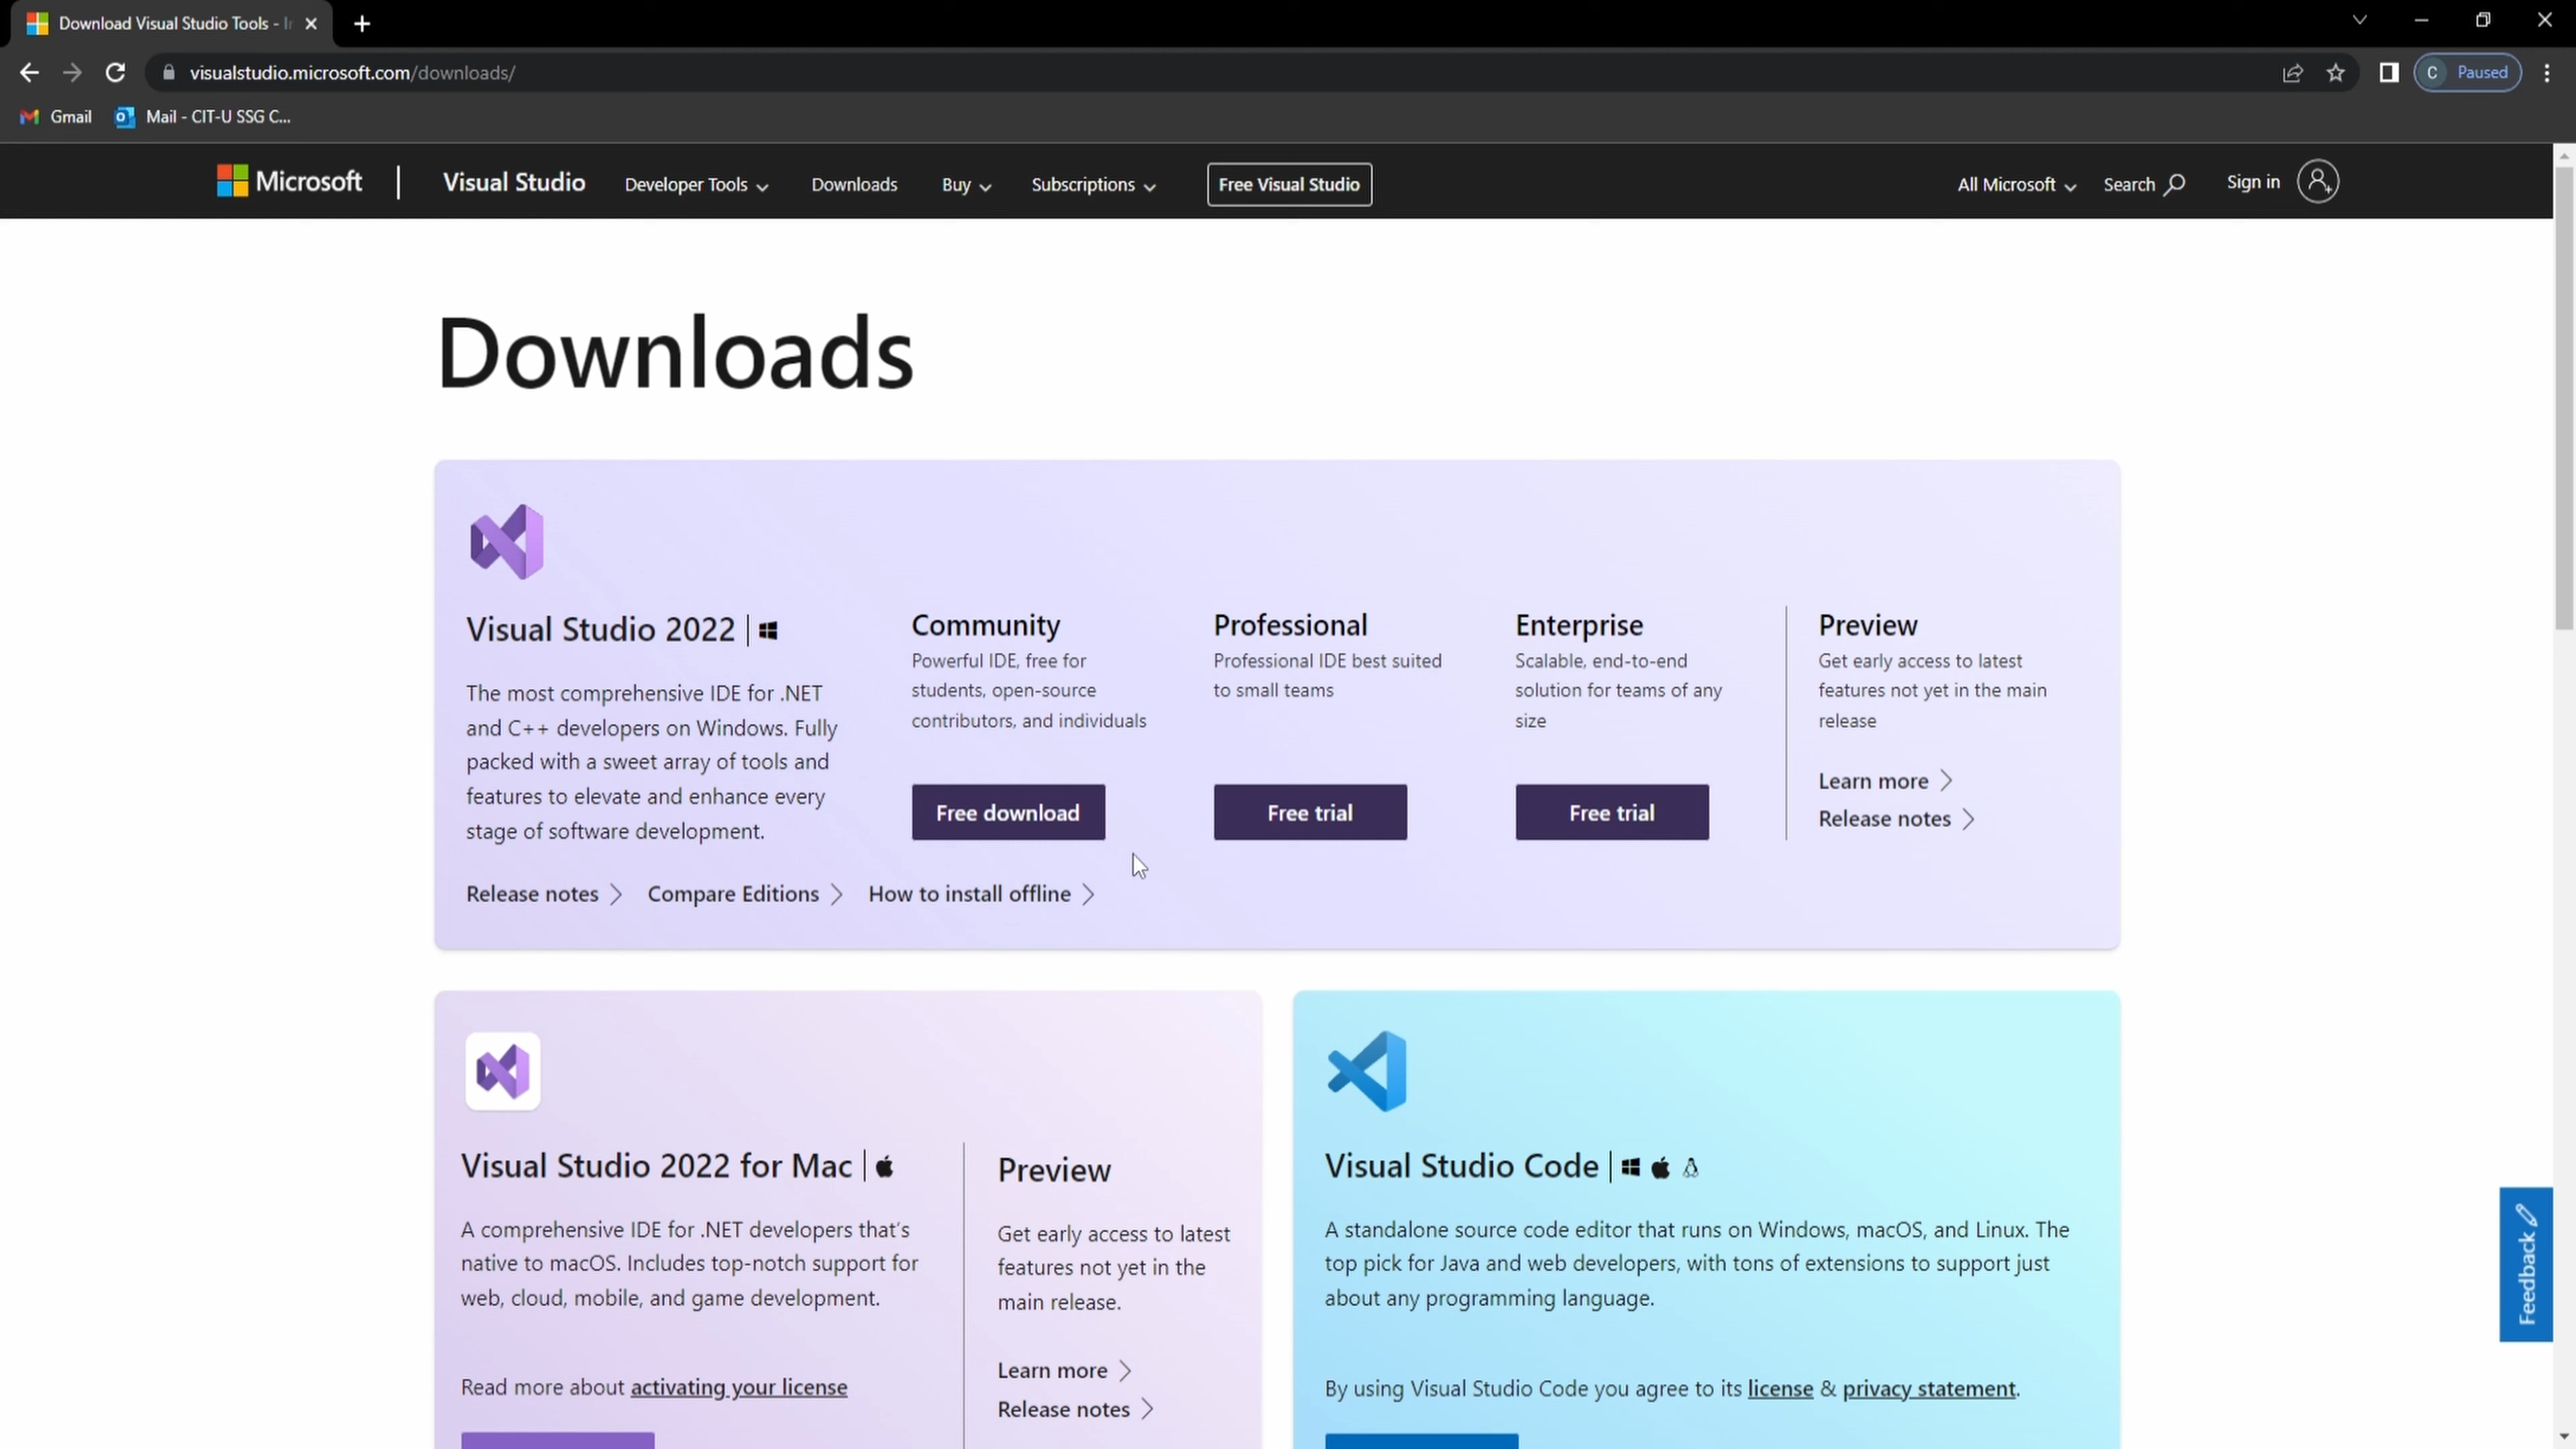 Download Visual Studio Tools - I
visualstudio.microsoft.com/downloads/
C Paused
Gmail Mail - CIT-U SSG C...
Microsoft Visual Studio Developer Tools Downloads Buy Subscriptions Free Visual Studio All Microsoft Search Sign in
Downloads
Visual Studio 2022
The most comprehensive IDE for .NET
and C++ developers on Windows. Fully
packed with a sweet array of tools and
features to elevate and enhance every
stage of software development.
Community
Powerful IDE, free for
students, open-source
contributors, and individuals
Free download
Professional
Professional IDE best suited
to small teams
Free trial
Enterprise
Scalable, end-to-end
solution for teams of any
size
Free trial
Preview
Get early access to latest
features not yet in the main
release
Learn more
Release notes
Release notes Compare Editions How to install offline
Visual Studio 2022 for Mac
A comprehensive IDE for .NET developers that's
native to macOS. Includes top-notch support for
web, cloud, mobile, and game development.
Read more about activating your license
Preview
Get early access to latest
features not yet in the
main release.
Learn more
Release notes
Visual Studio Code
A standalone source code editor that runs on Windows, macOS, and Linux. The
top pick for Java and web developers, with tons of extensions to support just
about any programming language.
By using Visual Studio Code you agree to its license & privacy statement.
Feedback